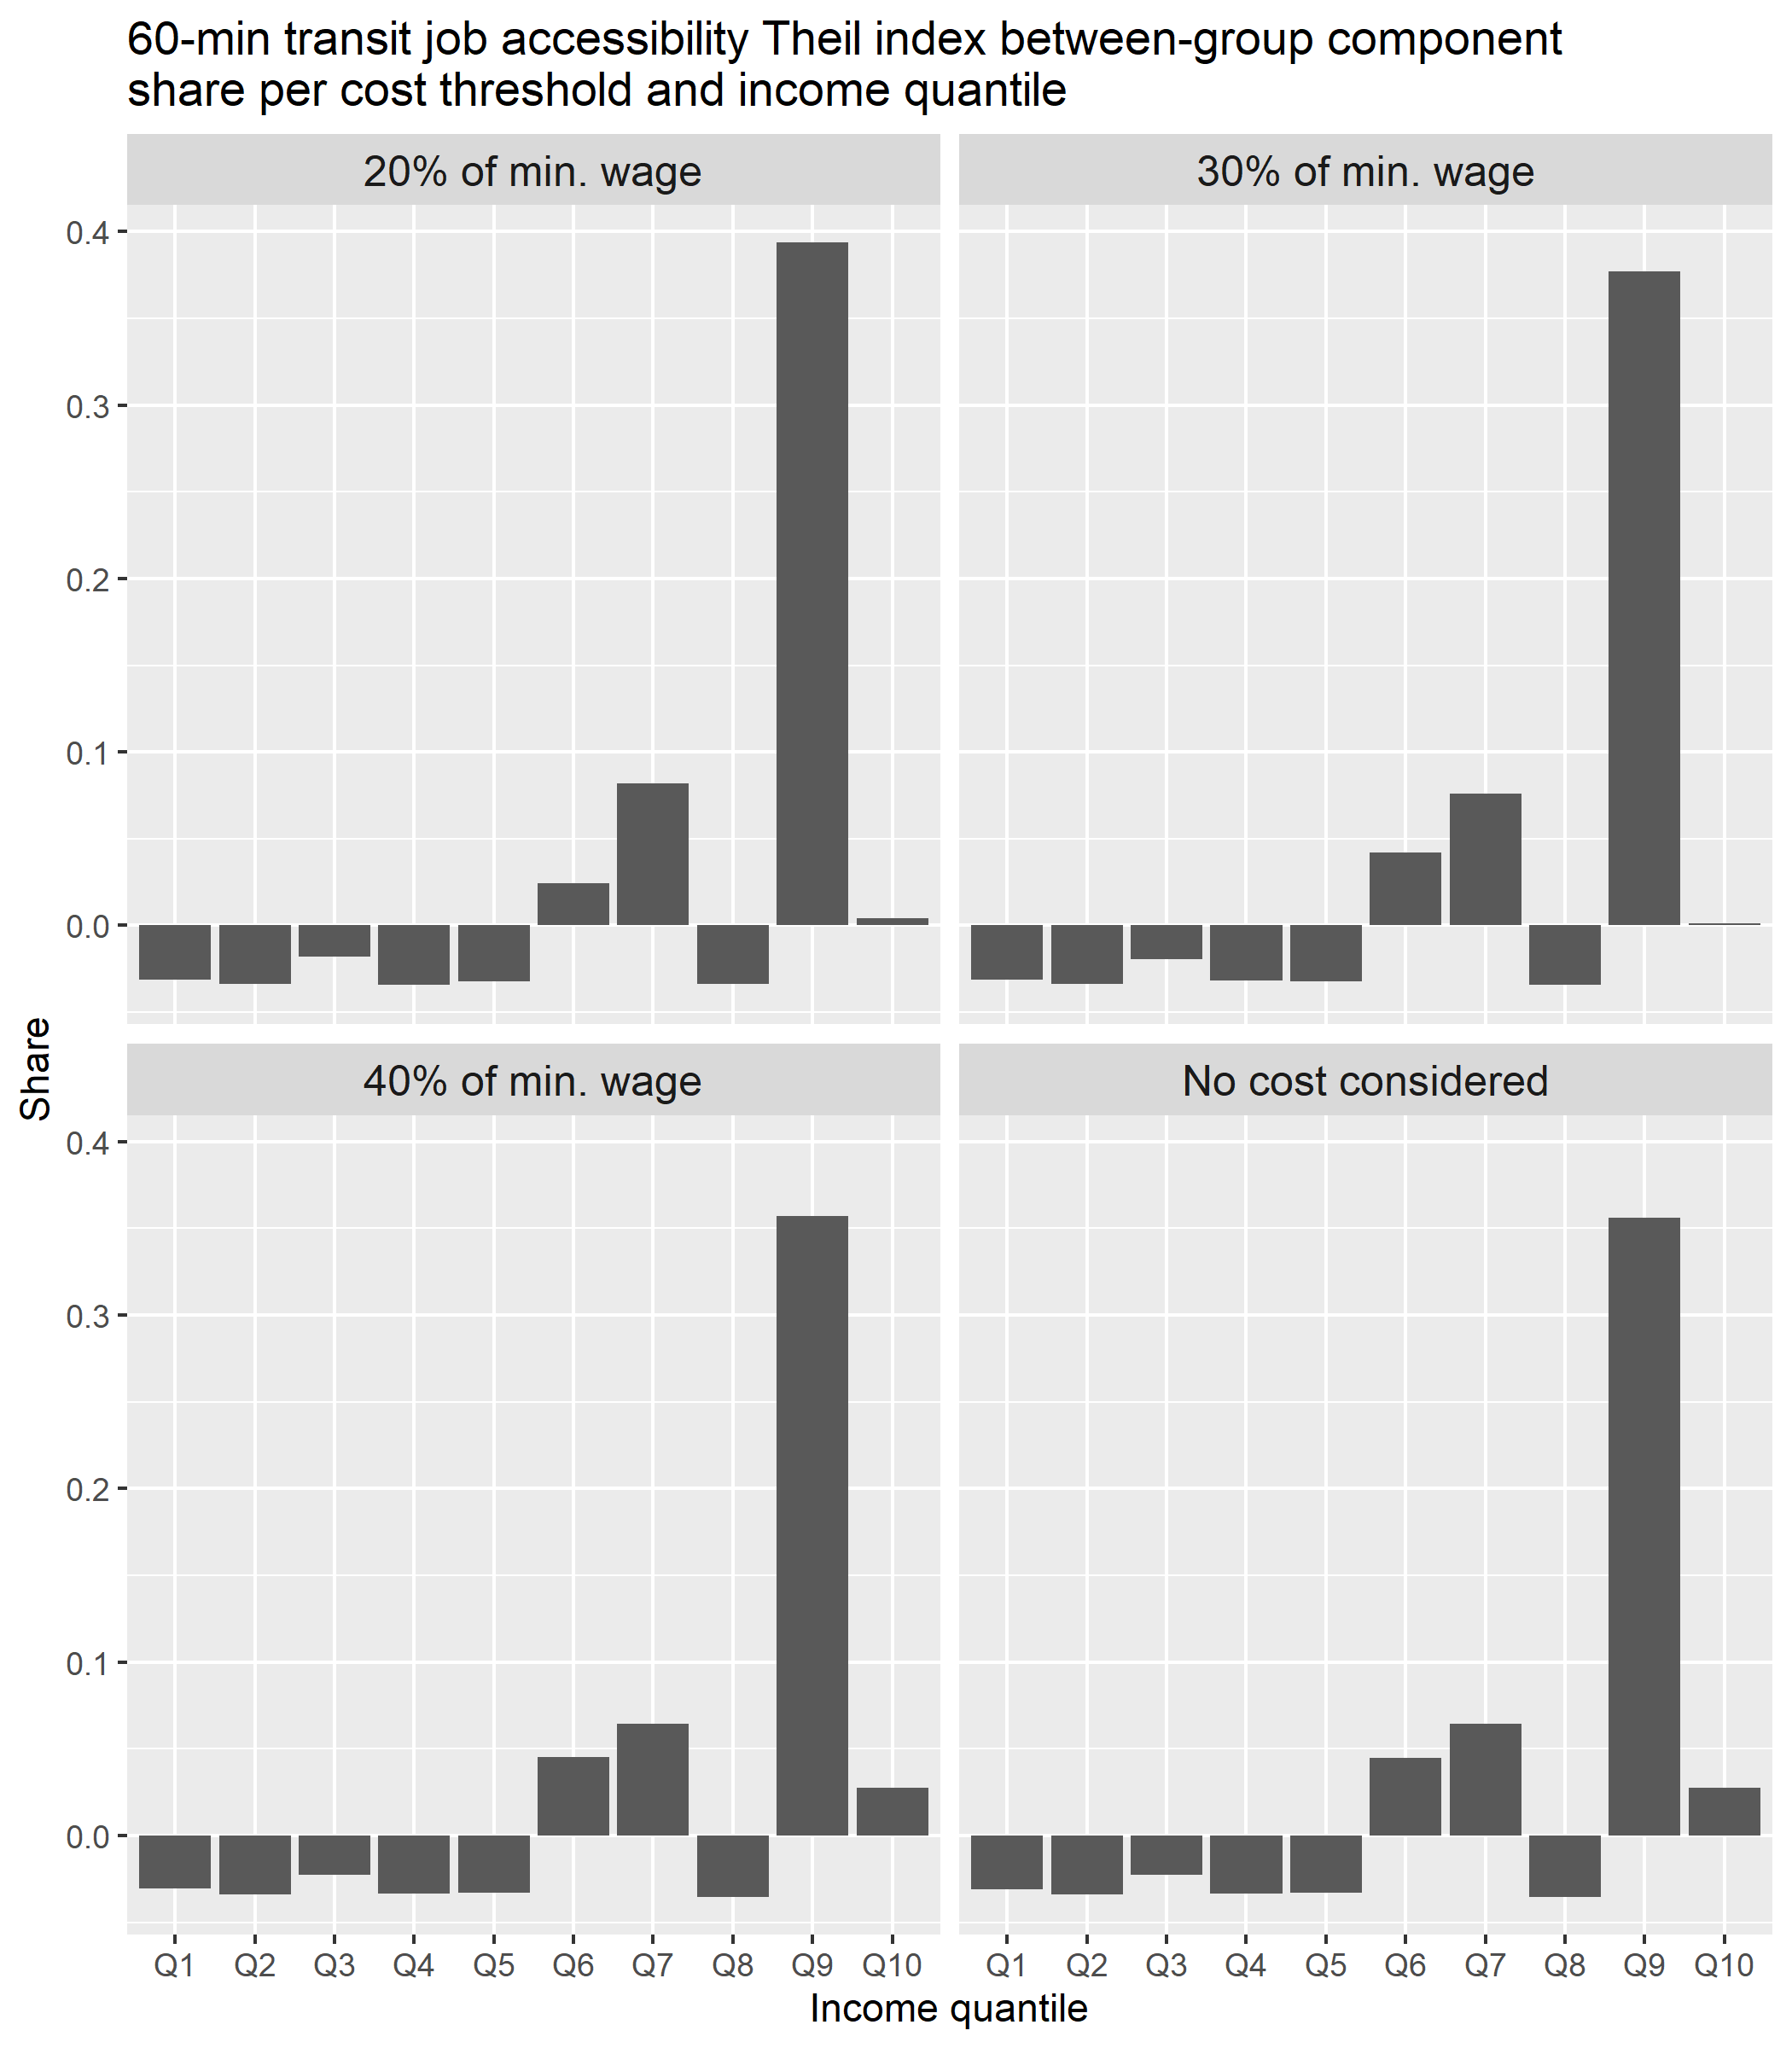 60-min transit job accessibility Theil index between-group component
share per cost threshold and income quantile
20% of min. wage
30% of min. wage
0.4
0.3
0.2
0.1
0.0
Share
40% of min. wage
No cost considered
0.4
0.3
0.2
0.1
0.0
Q1 Q2 Q3 Q4 Q5 Q6 Q7 Q8 Q9 Q10
Q1 Q2 Q3 Q4 Q5 Q6 Q7 Q8 Q9 Q10
Income quantile